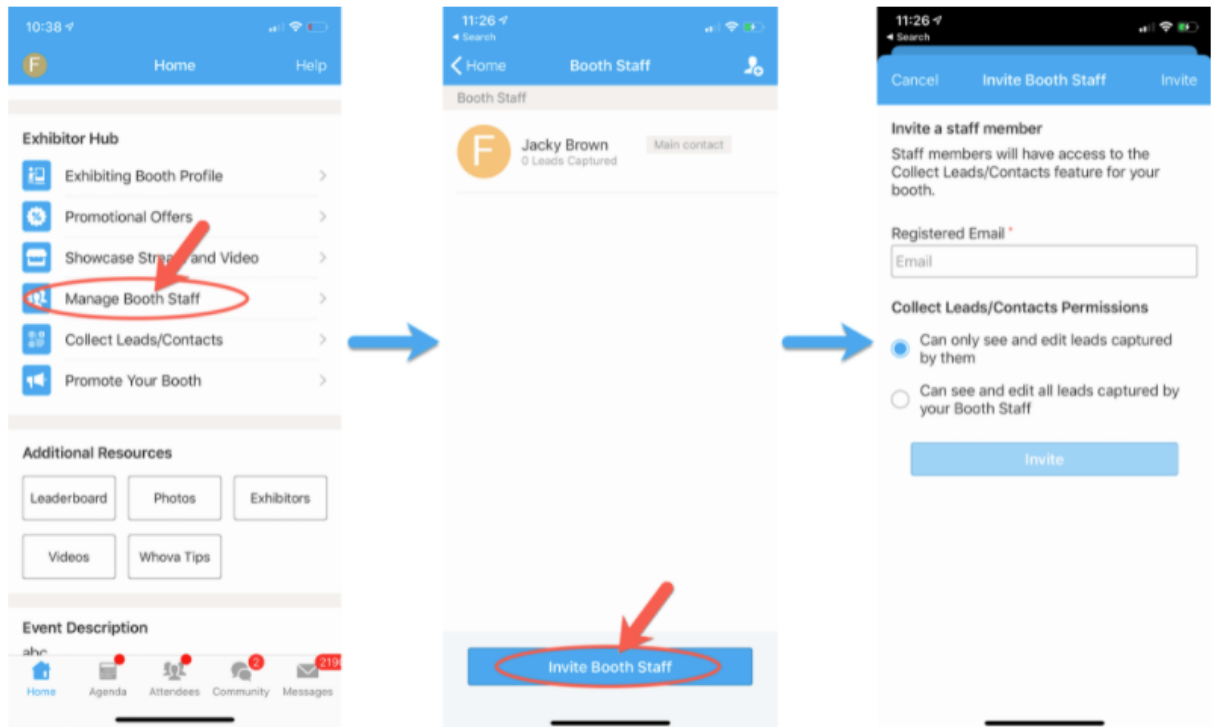 10:38
F
Home
Help
Exhibitor Hub
Exhibiting Booth Profile
Promotional Offers
Showcase Stream and Video
Manage Booth Staff
Collect Leads/Contacts
Promote Your Booth
Additional Resources
Leaderboard
Photos
Exhibitors
Videos
Whova Tips
Event Description
abc
2
Home
Agenda
Attendees
Community
Messages
11:26
Search
Home
Booth Staff
Booth Staff
F
Jacky Brown
Main contact
0 Leads Captured
Invite Booth Staff
11:26
Search
Cancel
Invite Booth Staff
Invite
Invite a staff member
Staff members will have access to the
Collect Leads/Contacts feature for your
booth.
Registered Email *
Email
Collect Leads/Contacts Permissions
Can only see and edit leads captured
by them
Can see and edit all leads captured by
your Booth Staff
Invite